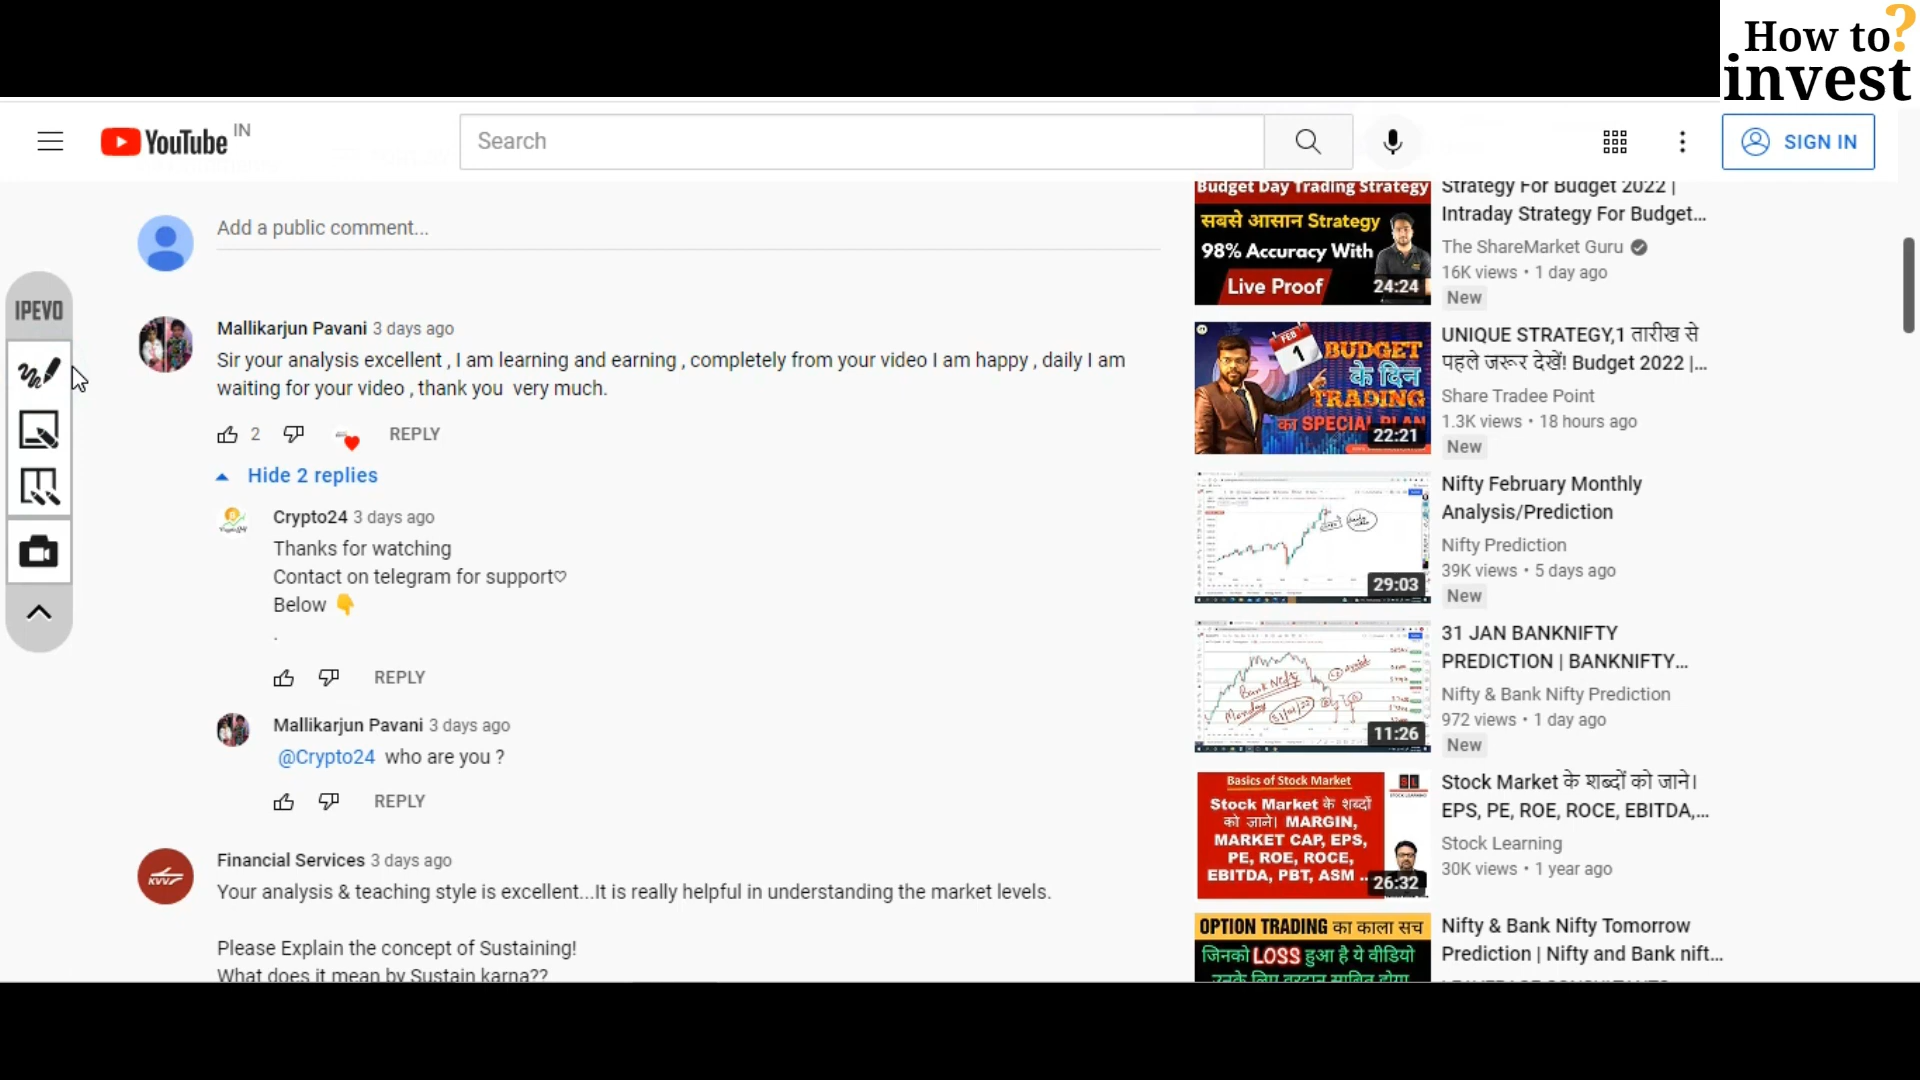 How to?
invest
YouTube IN
Search
SIGN IN
Add a public comment...
IPEVO
Mallikarjun Pavani 3 days ago
Sir your analysis excellent , I am learning and earning , completely from your video I am happy , daily I am
waiting for your video , thank you very much.
2
REPLY
Hide 2 replies
Crypto24 3 days ago
Thanks for watching
Contact on telegram for support♡
Below 👇
.
REPLY
Mallikarjun Pavani 3 days ago
@Crypto24 who are you ?
REPLY
KVV
Financial Services 3 days ago
Your analysis & teaching style is excellent...It is really helpful in understanding the market levels.
Please Explain the concept of Sustaining!
What does it mean by Sustain karna??
Budget Day Trading Strategy
सबसे आसान Strategy
98% Accuracy With
Live Proof
24:24
Strategy For Budget 2022 |
Intraday Strategy For Budget...
The ShareMarket Guru
16K views • 1 day ago
New
FEB
1
BUDGET
के दिन
TRADING
का SPECIAL PLAN
22:21
UNIQUE STRATEGY,1 तारीख से
पहले जरूर देखें! Budget 2022 |...
Share Tradee Point
1.3K views • 18 hours ago
New
29:03
Nifty February Monthly
Analysis/Prediction
Nifty Prediction
39K views • 5 days ago
New
Bank Nifty
Monday
31/01/22
11:26
31 JAN BANKNIFTY
PREDICTION | BANKNIFTY...
Nifty & Bank Nifty Prediction
972 views • 1 day ago
New
Basics of Stock Market
Stock Market के शब्दों
को जाने। MARGIN,
MARKET CAP, EPS,
PE, ROE, ROCE,
EBITDA, PBT, ASM ..
26:32
Stock Market के शब्दों को जाने।
EPS, PE, ROE, ROCE, EBITDA,...
Stock Learning
30K views • 1 year ago
OPTION TRADING का काला सच
जिनको LOSS हुआ है ये वीडियो
Nifty & Bank Nifty Tomorrow
Prediction | Nifty and Bank nift...